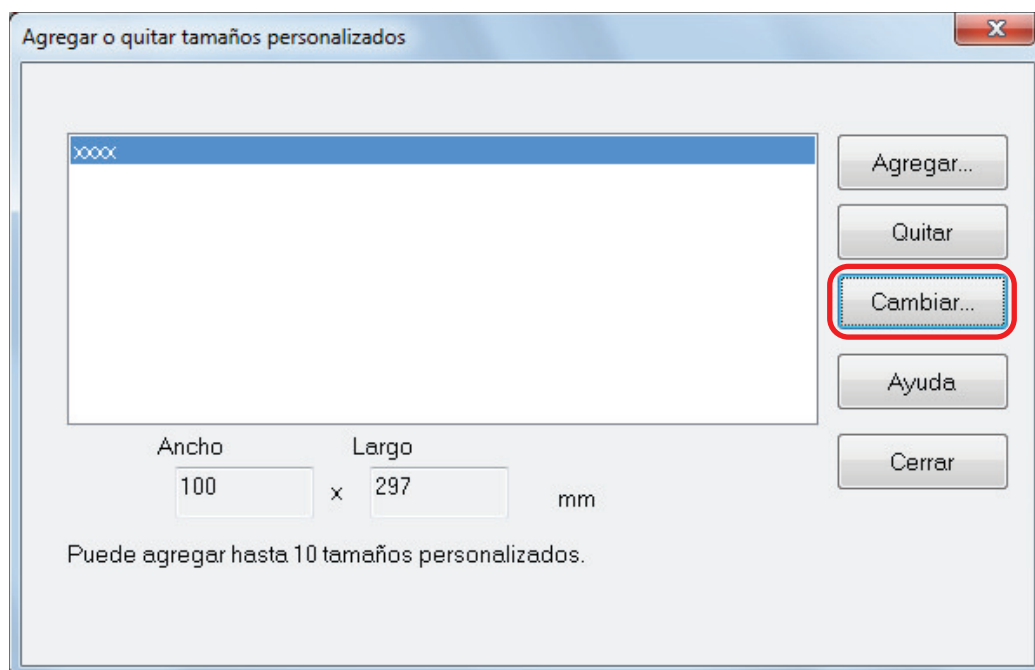 Agregar o quitar tamaños personalizados
X
xxxx
Agregar...
Quitar
Cambiar...
Ayuda
Cerrar
Ancho Largo
100 x 297 mm
Puede agregar hasta 10 tamaños personalizados.